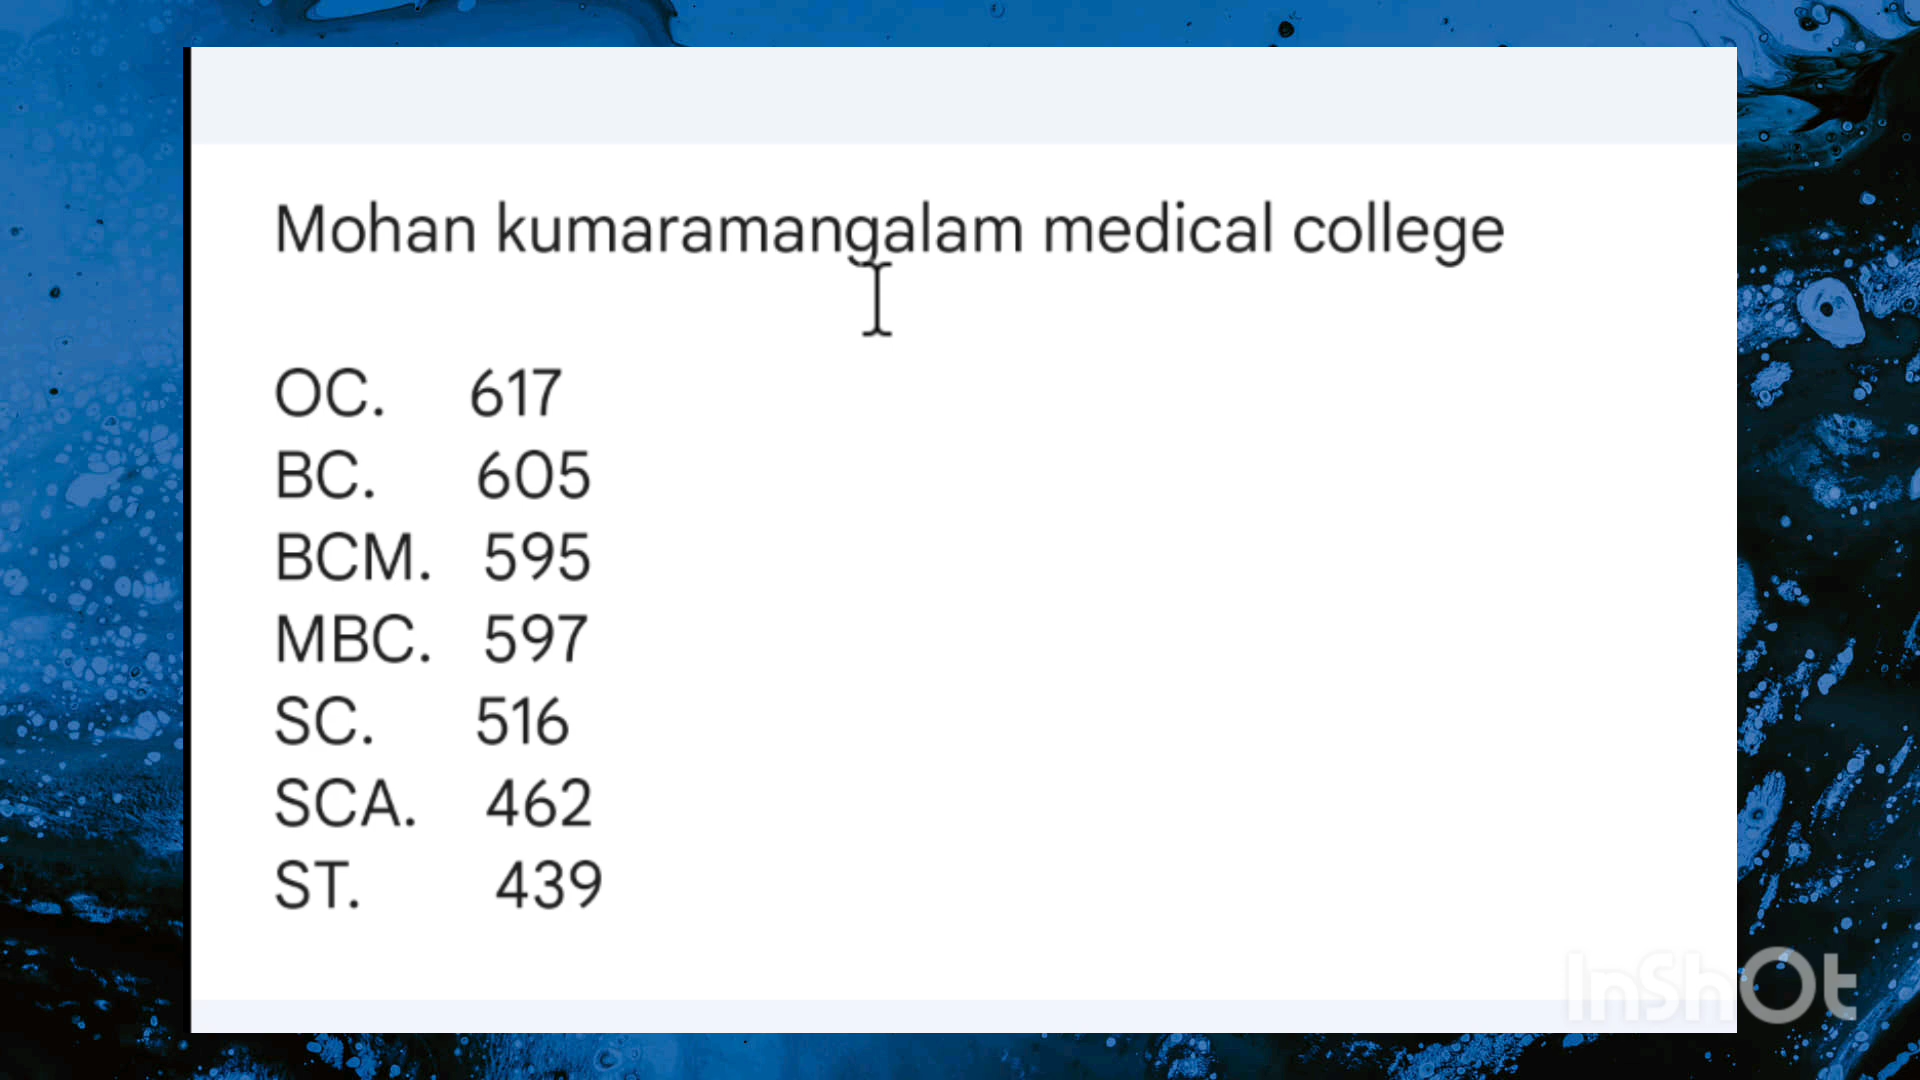 Mohan kumaramangalam medical college
OC. 617
BC. 605
BCM. 595
MBC. 597
SC. 516
SCA. 462
ST. 439
InShOt